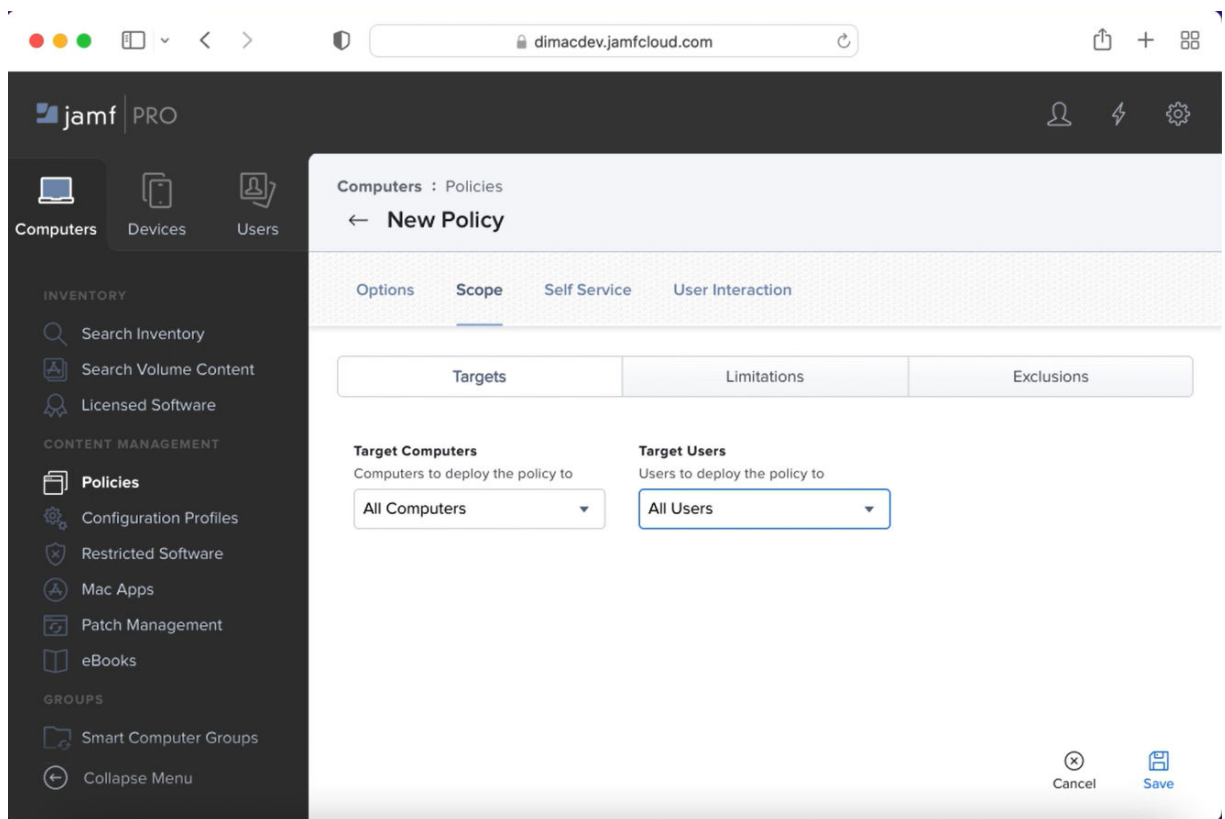 dimacdev.jamfcloud.com
jamf PRO
Computers
Devices
Users
INVENTORY
Search Inventory
Search Volume Content
Licensed Software
CONTENT MANAGEMENT
Policies
Configuration Profiles
Restricted Software
Mac Apps
Patch Management
eBooks
GROUPS
Smart Computer Groups
Collapse Menu
Computers : Policies
← New Policy
Options Scope Self Service User Interaction
Targets Limitations Exclusions
Target Computers
Computers to deploy the policy to
All Computers
Target Users
Users to deploy the policy to
All Users
Cancel
Save